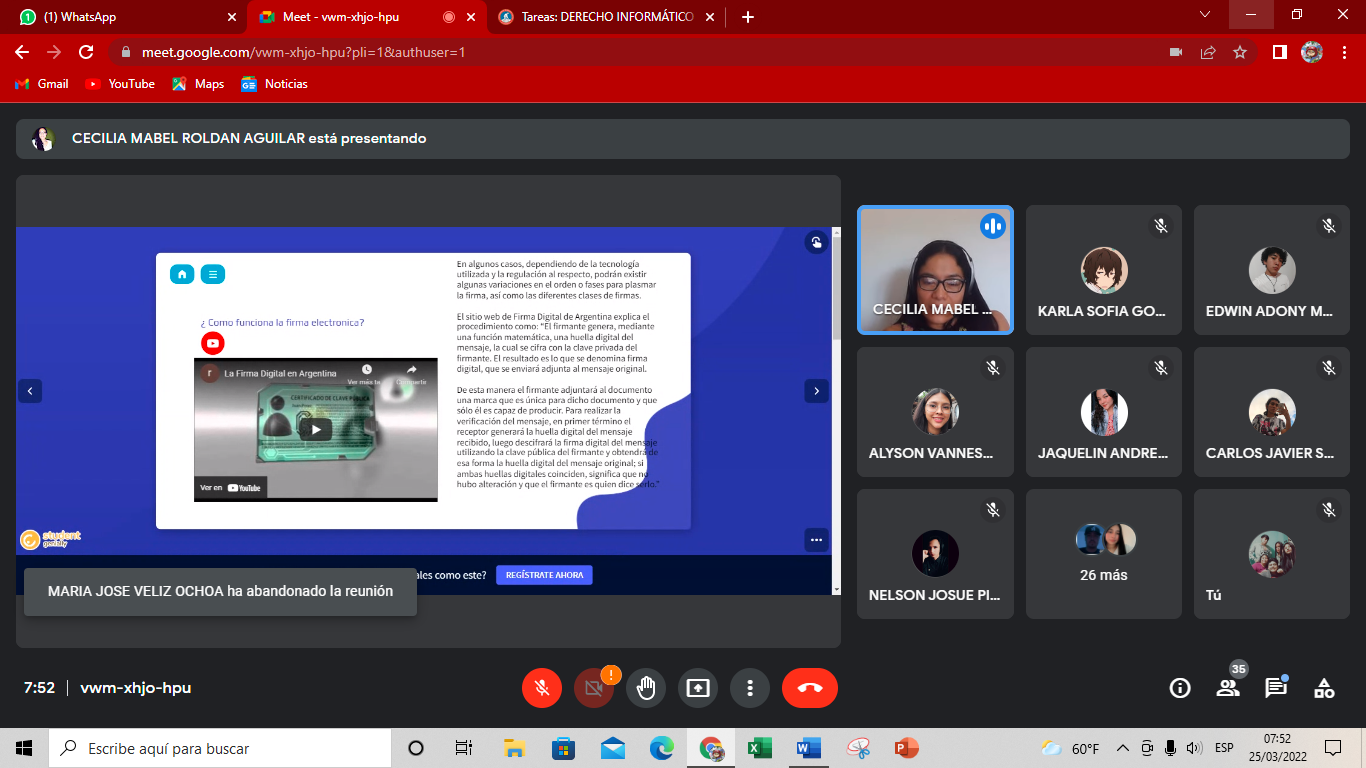 (1) WhatsApp
Meet - vwm-xhjo-hpu
Tareas: DERECHO INFORMÁTICO
meet.google.com/vwm-xhjo-hpu?pli=1&authuser=1
Gmail
YouTube
Maps
Noticias
CECILIA MABEL ROLDAN AGUILAR está presentando
¿ Como funciona la firma electronica?
r
La Firma Digital en Argentina
Ver más ta
Compartir
CERTIFICADO DE CLAVE PÚBLICA
Ver en YouTube
En algunos casos, dependiendo de la tecnología
utilizada y la regulación al respecto, podrán existir
algunas variaciones en el orden o fases para plasmar
la firma, así como las diferentes clases de firmas.
El sitio web de Firma Digital de Argentina explica el
procedimiento como: "El firmante genera, mediante
una función matemática, una huella digital del
mensaje, la cual se cifra con la clave privada del
firmante. El resultado es lo que se denomina firma
digital, que se enviará adjunta al mensaje original.
De esta manera el firmante adjuntará al documento
una marca que es única para dicho documento y que
sólo él es capaz de producir. Para realizar la
verificación del mensaje, en primer término el
receptor generará la huella digital del mensaje
recibido, luego descifrará la firma digital del mensaje
utilizando la clave pública del firmante y obtendrá de
esa forma la huella digital del mensaje original; si
ambas huellas digitales coinciden, significa que no
hubo alteración y que el firmante es quien dice serlo."
student
genially
ales como este?
REGÍSTRATE AHORA
MARIA JOSE VELIZ OCHOA ha abandonado la reunión
CECILIA MABEL ...
KARLA SOFIA GO...
EDWIN ADONY M...
ALYSON VANNES...
JAQUELIN ANDRE...
CARLOS JAVIER S...
NELSON JOSUE PI...
26 más
Tú
7:52
vwm-xhjo-hpu
35
Escribe aquí para buscar
60°F
ESP
07:52
25/03/2022